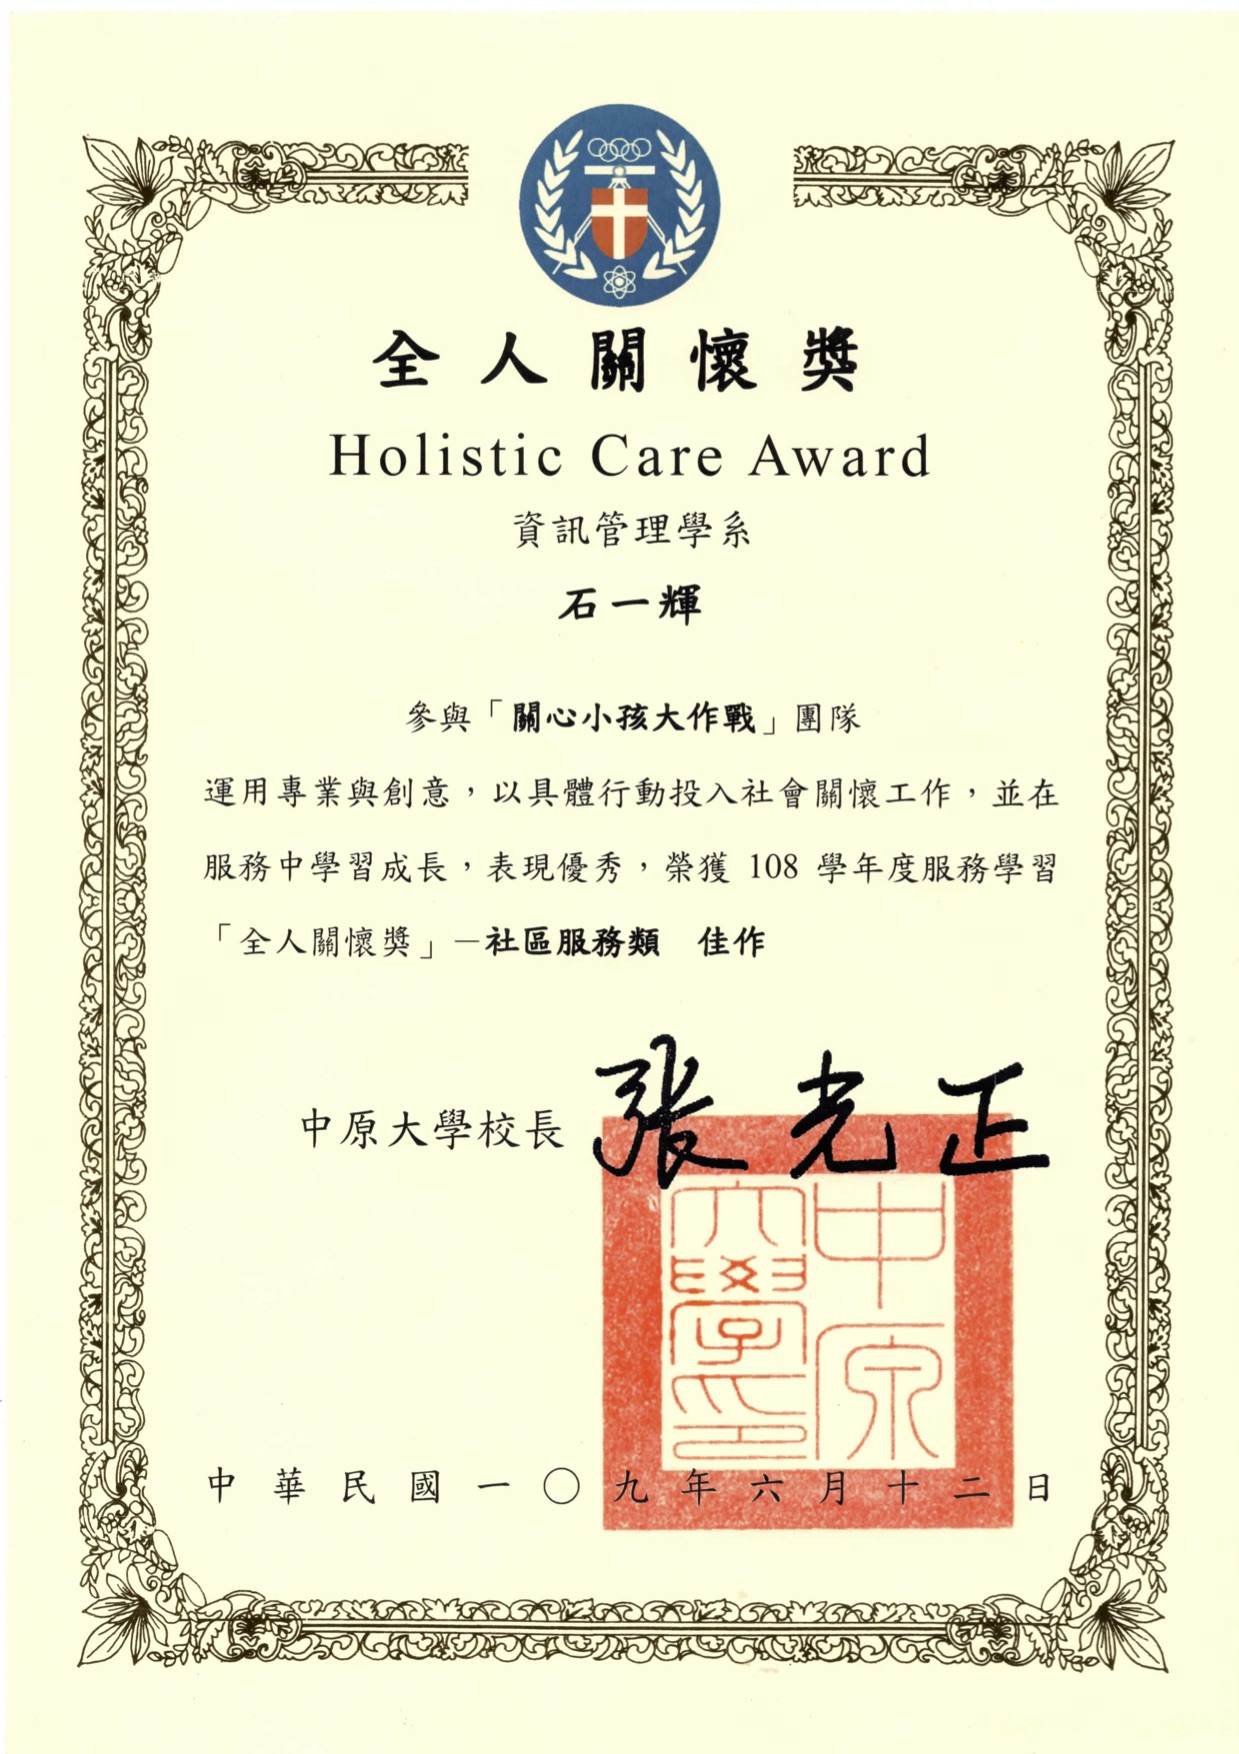 全人關懷獎
Holistic Care Award
資訊管理學系
石一輝
參與「關心小孩大作戰」團隊
運用專業與創意，以具體行動投入社會關懷工作，並在
服務中學習成長，表現優秀，榮獲 108 學年度服務學習
「全人關懷獎」－社區服務類　佳作
中原大學校長 張光正
中原大學印
中華民國一〇九年六月十二日